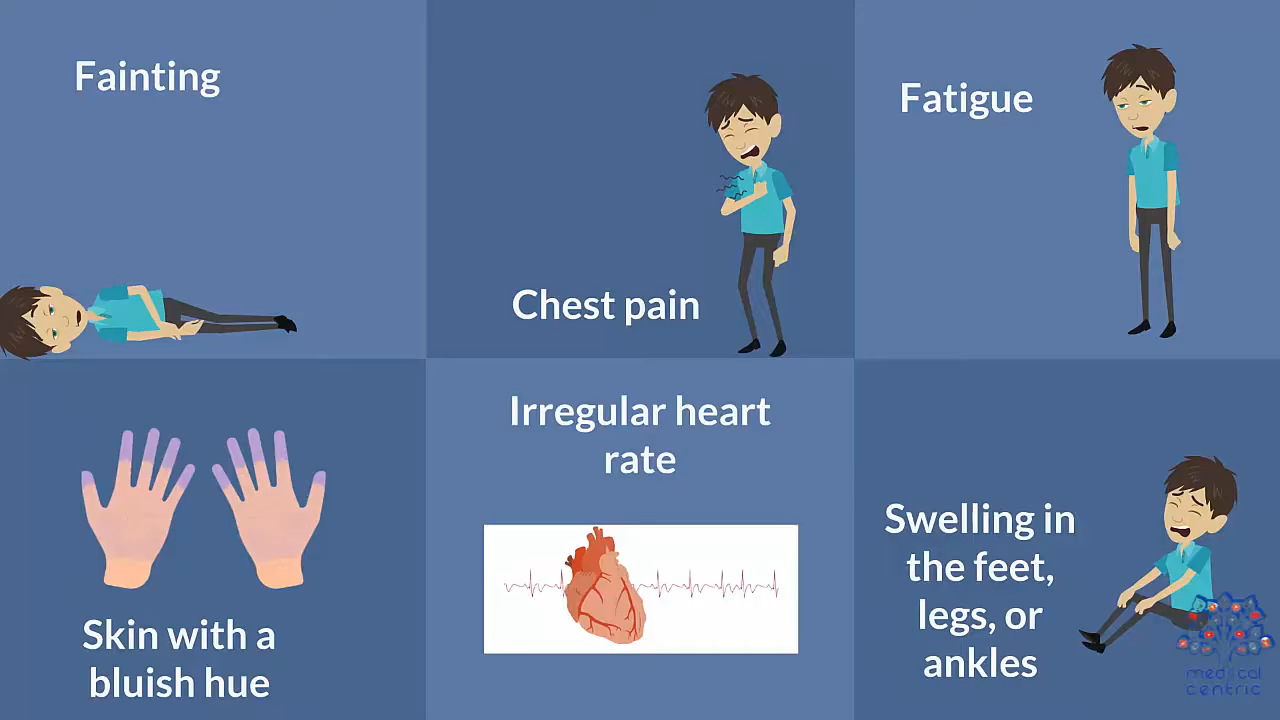 Fainting
Chest pain
Fatigue
Skin with a
bluish hue
Irregular heart
rate
Swelling in
the feet,
legs, or
ankles
medical
centric